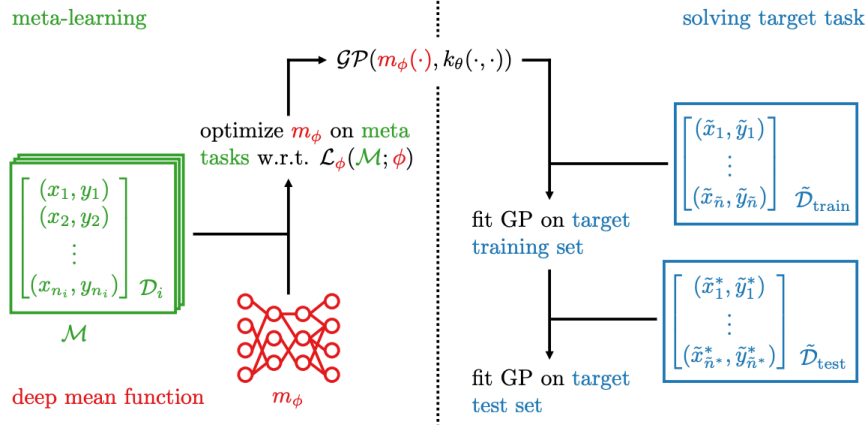 meta-learning
solving target task
𝒢𝒫(m_ϕ(·), k_θ(·, ·))
optimize m_ϕ on meta
tasks w.r.t. ℒ_ϕ(ℳ; ϕ)
(x_1, y_1)
(x_2, y_2)
⋮
(x_{n_i}, y_{n_i})
𝒟_i
ℳ
deep mean function
m_ϕ
(x̃_1, ỹ_1)
⋮
(x̃_ñ, ỹ_ñ)
𝒟̃_train
fit GP on target
training set
(x̃*_1, ỹ*_1)
⋮
(x̃*_{ñ*}, ỹ*_{ñ*})
𝒟̃_test
fit GP on target
test set